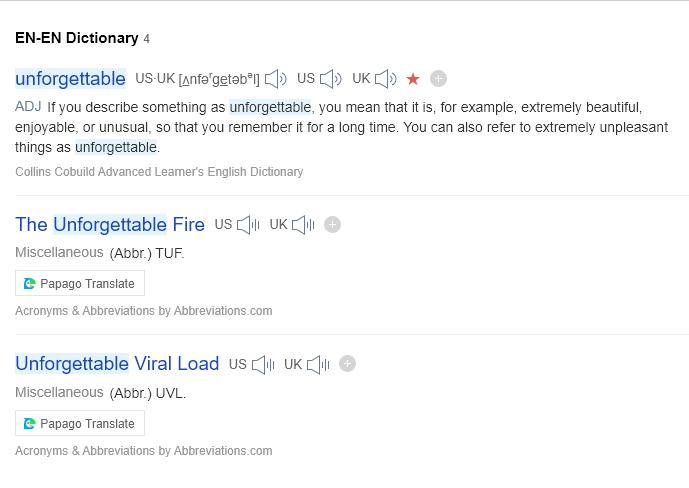 EN-EN Dictionary 4
unforgettable US·UK [ʌnfəʳgetəbᵊl] US UK
ADJ If you describe something as unforgettable, you mean that it is, for example, extremely beautiful,
enjoyable, or unusual, so that you remember it for a long time. You can also refer to extremely unpleasant
things as unforgettable.
Collins Cobuild Advanced Learner's English Dictionary
The Unforgettable Fire US UK
Miscellaneous (Abbr.) TUF.
Papago Translate
Acronyms & Abbreviations by Abbreviations.com
Unforgettable Viral Load US UK
Miscellaneous (Abbr.) UVL.
Papago Translate
Acronyms & Abbreviations by Abbreviations.com